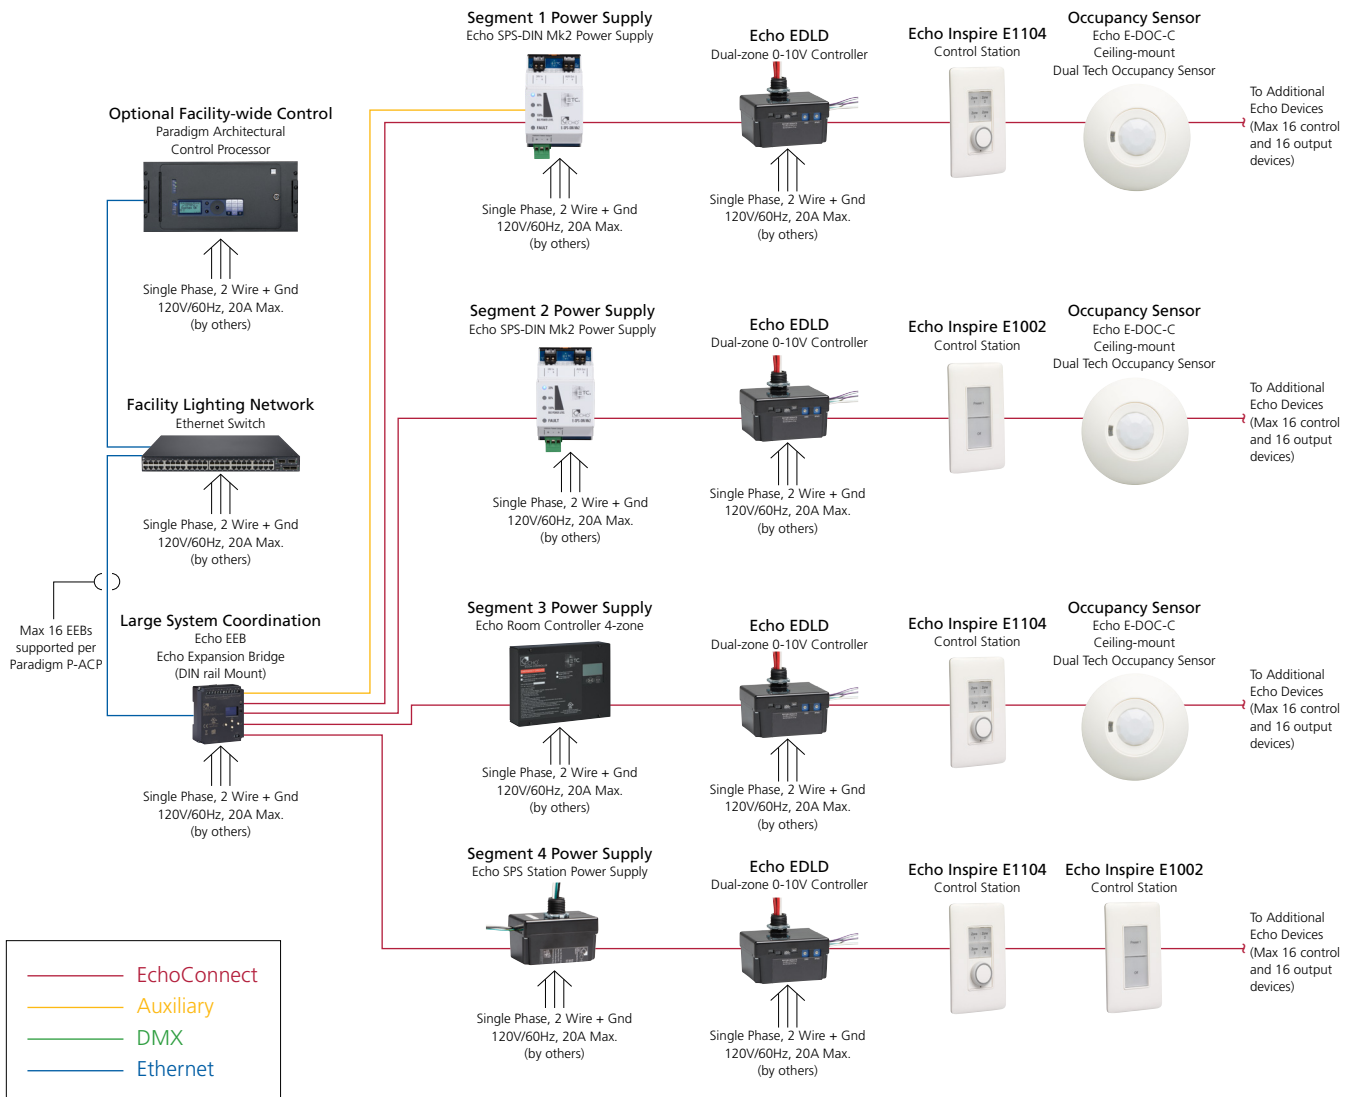 Optional Facility-wide Control
Paradigm Architectural
Control Processor
Single Phase, 2 Wire + Gnd
120V/60Hz, 20A Max.
(by others)
Facility Lighting Network
Ethernet Switch
Single Phase, 2 Wire + Gnd
120V/60Hz, 20A Max.
(by others)
Max 16 EEBs
supported per
Paradigm P-ACP
Large System Coordination
Echo EEB
Echo Expansion Bridge
(DIN rail Mount)
Single Phase, 2 Wire + Gnd
120V/60Hz, 20A Max.
(by others)
Segment 1 Power Supply
Echo SPS-DIN Mk2 Power Supply
ETC
FAULT
Single Phase, 2 Wire + Gnd
120V/60Hz, 20A Max.
(by others)
Echo EDLD
Dual-zone 0-10V Controller
Single Phase, 2 Wire + Gnd
120V/60Hz, 20A Max.
(by others)
Echo Inspire E1104
Control Station
Occupancy Sensor
Echo E-DOC-C
Ceiling-mount
Dual Tech Occupancy Sensor
To Additional
Echo Devices
(Max 16 control
and 16 output
devices)
Segment 2 Power Supply
Echo SPS-DIN Mk2 Power Supply
ETC
FAULT
Single Phase, 2 Wire + Gnd
120V/60Hz, 20A Max.
(by others)
Echo EDLD
Dual-zone 0-10V Controller
Single Phase, 2 Wire + Gnd
120V/60Hz, 20A Max.
(by others)
Echo Inspire E1002
Control Station
Occupancy Sensor
Echo E-DOC-C
Ceiling-mount
Dual Tech Occupancy Sensor
To Additional
Echo Devices
(Max 16 control
and 16 output
devices)
Segment 3 Power Supply
Echo Room Controller 4-zone
Single Phase, 2 Wire + Gnd
120V/60Hz, 20A Max.
(by others)
Echo EDLD
Dual-zone 0-10V Controller
Single Phase, 2 Wire + Gnd
120V/60Hz, 20A Max.
(by others)
Echo Inspire E1104
Control Station
Occupancy Sensor
Echo E-DOC-C
Ceiling-mount
Dual Tech Occupancy Sensor
To Additional
Echo Devices
(Max 16 control
and 16 output
devices)
Segment 4 Power Supply
Echo SPS Station Power Supply
Single Phase, 2 Wire + Gnd
120V/60Hz, 20A Max.
(by others)
Echo EDLD
Dual-zone 0-10V Controller
Single Phase, 2 Wire + Gnd
120V/60Hz, 20A Max.
(by others)
Echo Inspire E1104
Control Station
Echo Inspire E1002
Control Station
To Additional
Echo Devices
(Max 16 control
and 16 output
devices)
EchoConnect
Auxiliary
DMX
Ethernet